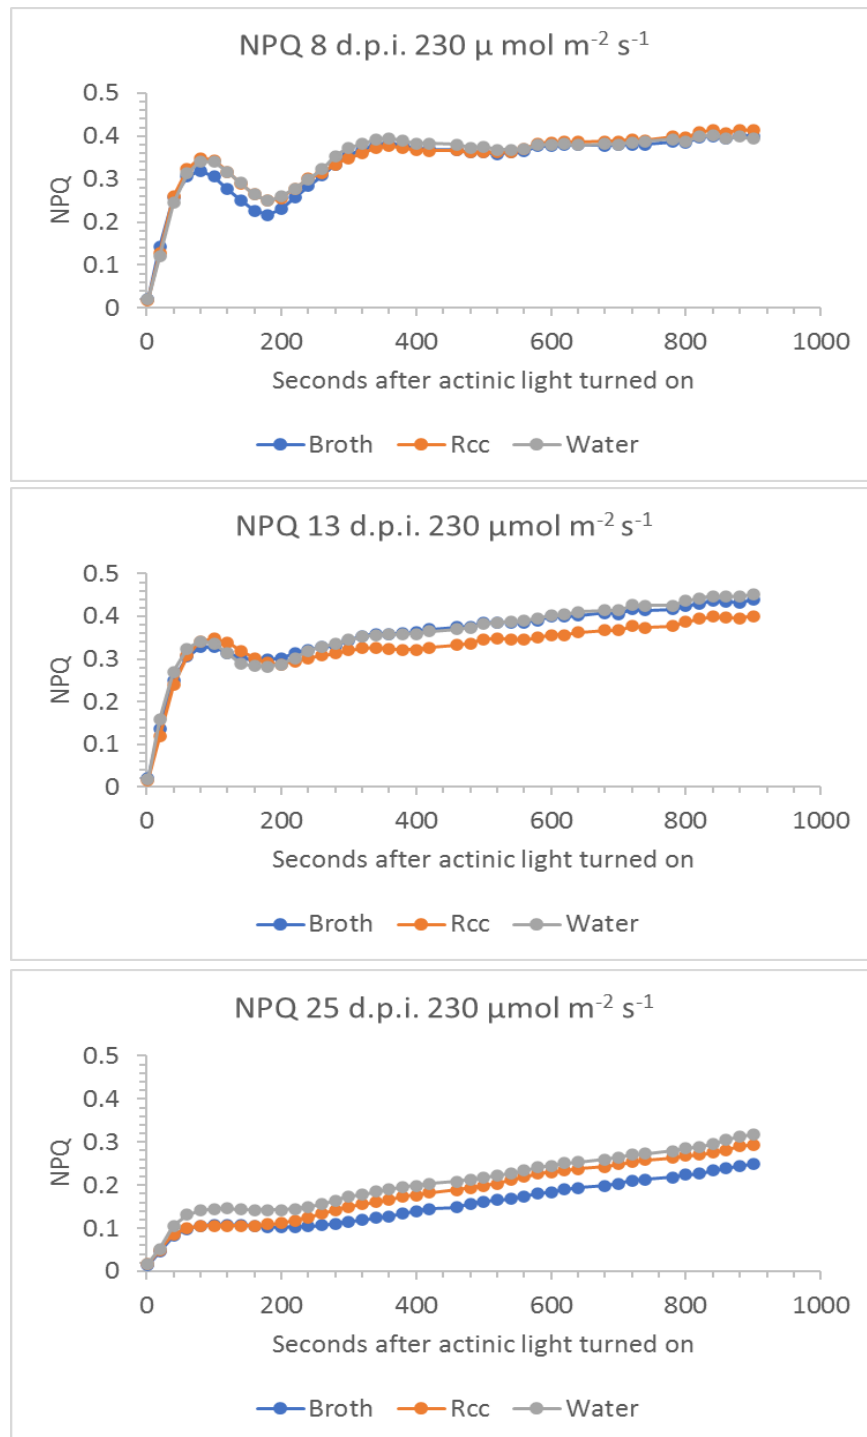 NPQ 8 d.p.i. 230 µ mol m⁻² s⁻¹
0.5
0.4
0.3
0.2
0.1
0
NPQ
0 200 400 600 800 1000
Seconds after actinic light turned on
Broth Rcc Water
NPQ 13 d.p.i. 230 µmol m⁻² s⁻¹
0.5
0.4
0.3
0.2
0.1
0
NPQ
0 200 400 600 800 1000
Seconds after actinic light turned on
Broth Rcc Water
NPQ 25 d.p.i. 230 µmol m⁻² s⁻¹
0.5
0.4
0.3
0.2
0.1
0
NPQ
0 200 400 600 800 1000
Seconds after actinic light turned on
Broth Rcc Water